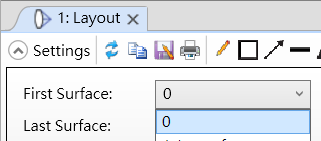 1: Layout
Settings
First Surface: 0
0
Last Surface: